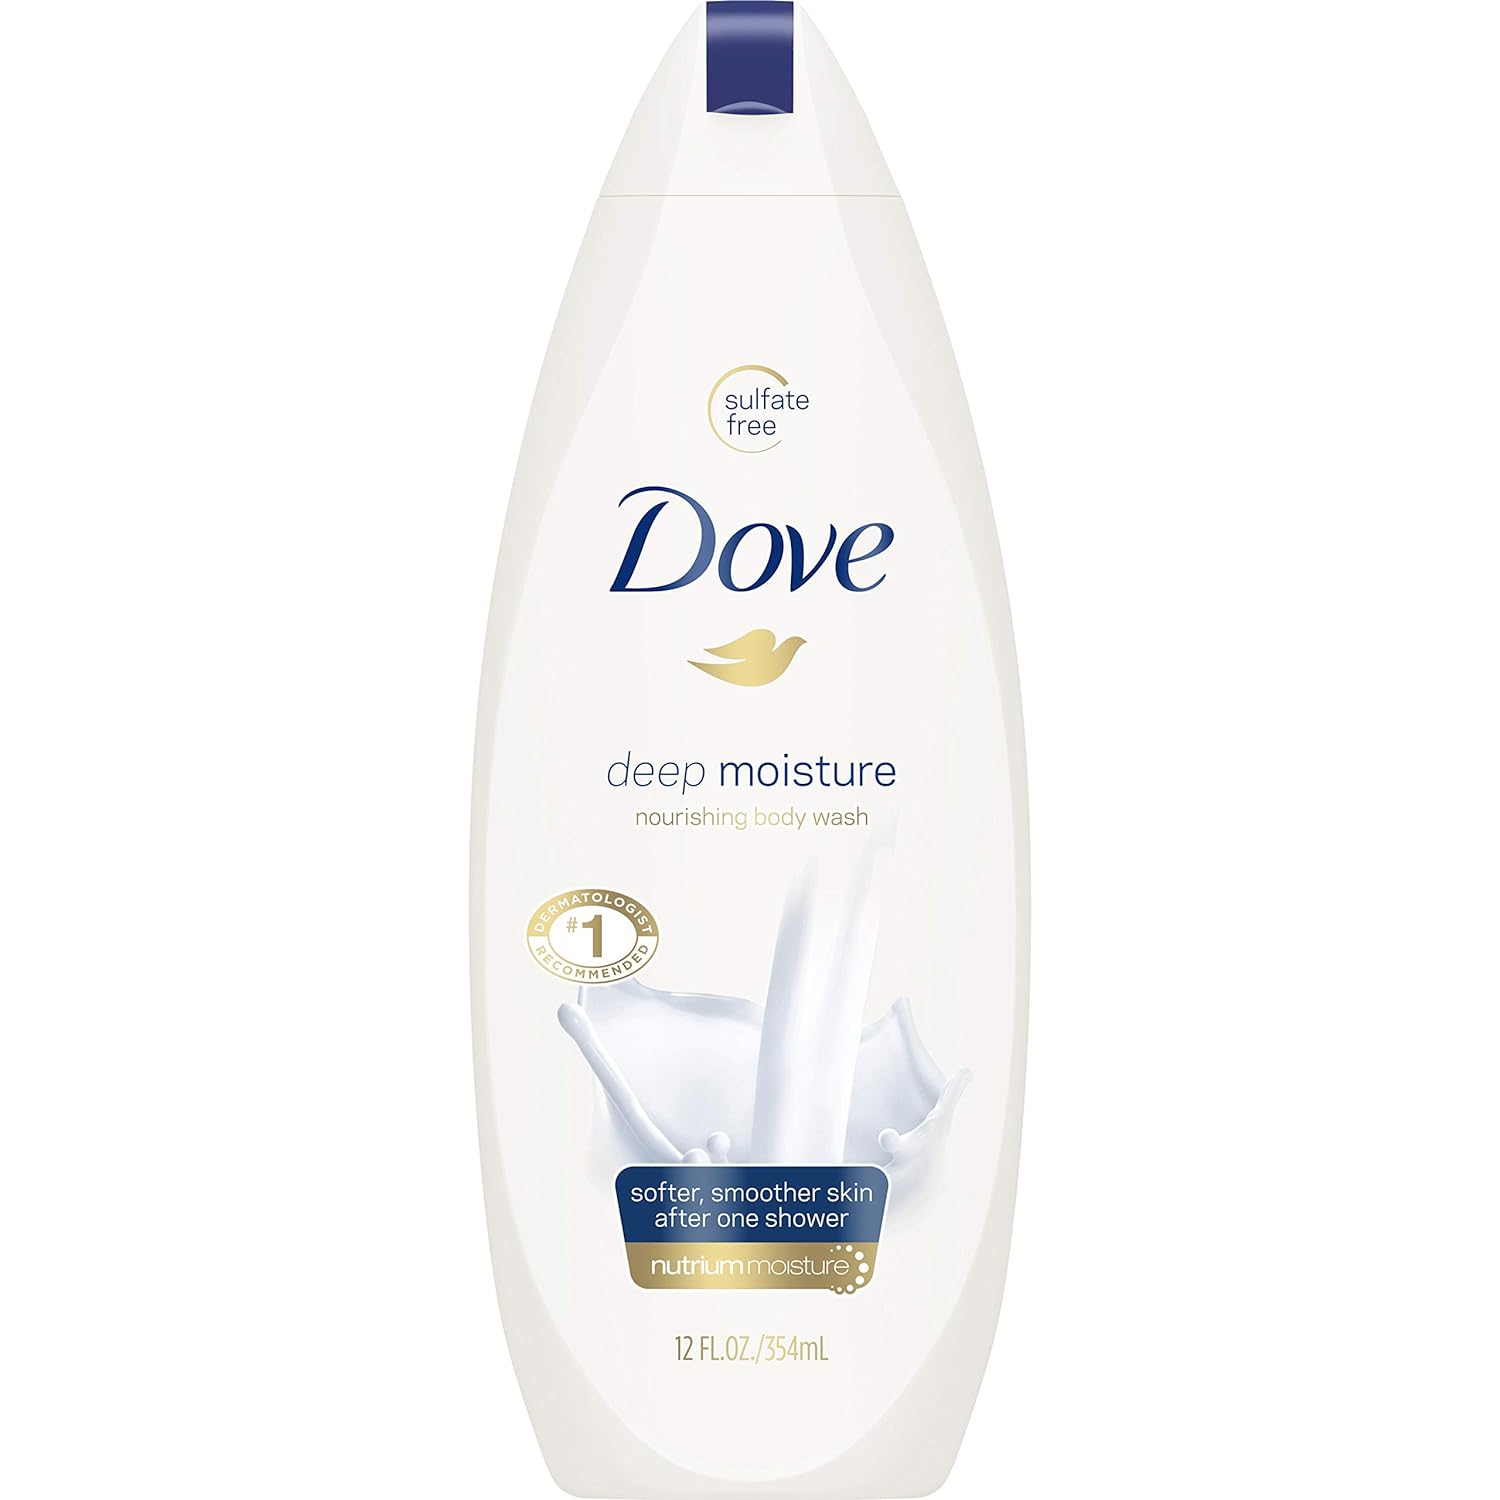 sulfate
free
Dove
deep moisture
nourishing body wash
DERMATOLOGIST
#1
RECOMMENDED
softer, smoother skin
after one shower
nutriummoisture
12 FL.OZ./354mL